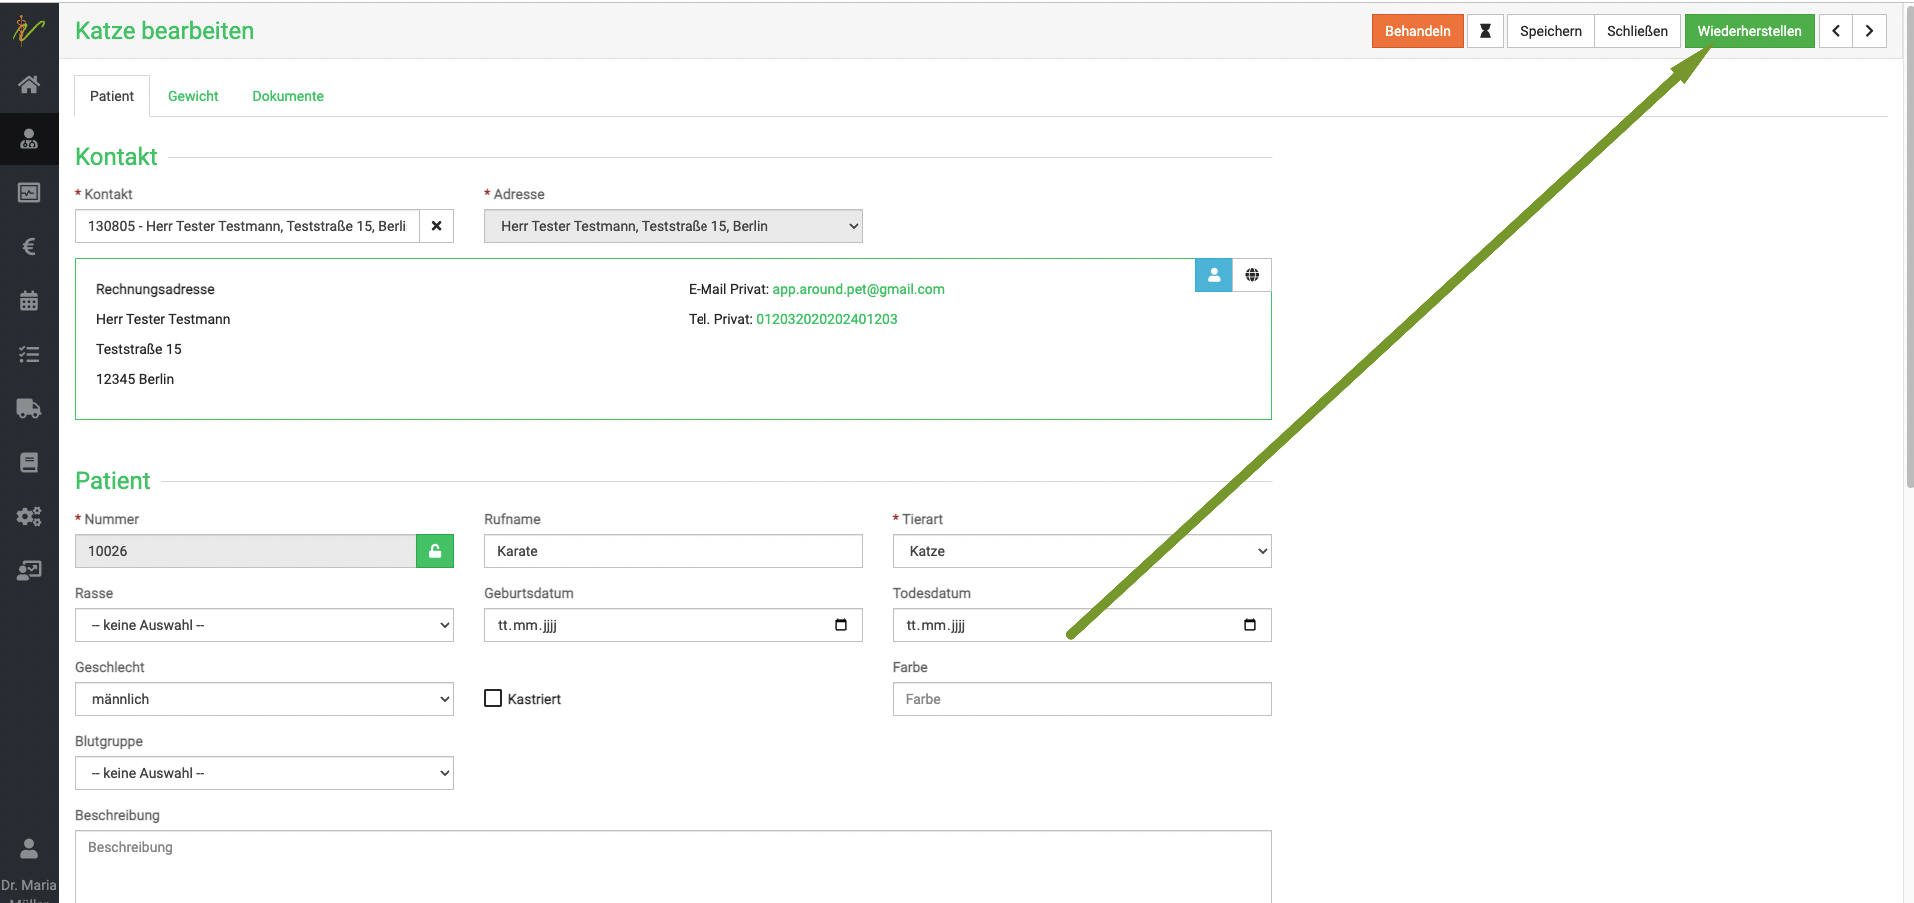 Katze bearbeiten
Behandeln
Speichern
Schließen
Wiederherstellen
Patient
Gewicht
Dokumente
Kontakt
* Kontakt
* Adresse
130805 - Herr Tester Testmann, Teststraße 15, Berli
Herr Tester Testmann, Teststraße 15, Berlin
Rechnungsadresse
E-Mail Privat: app.around.pet@gmail.com
Herr Tester Testmann
Tel. Privat: 012032020202401203
Teststraße 15
12345 Berlin
Patient
* Nummer
Rufname
* Tierart
10026
Karate
Katze
Rasse
Geburtsdatum
Todesdatum
-- keine Auswahl --
tt.mm.jjjj
tt.mm.jjjj
Geschlecht
Farbe
männlich
Kastriert
Farbe
Blutgruppe
-- keine Auswahl --
Beschreibung
Beschreibung
Dr. Maria